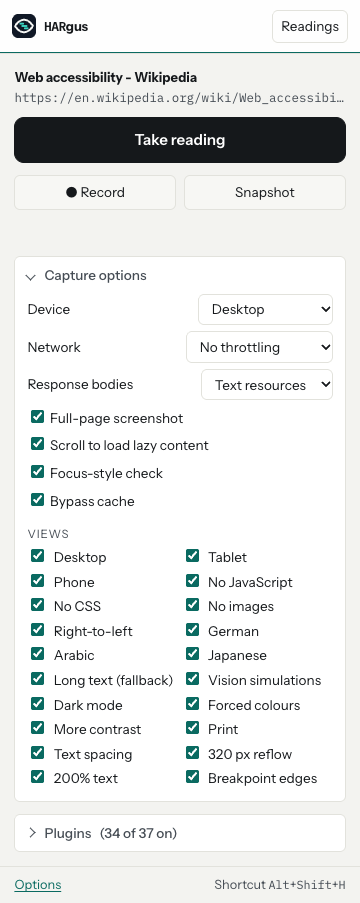 HARgus
Readings
Web accessibility - Wikipedia
https://en.wikipedia.org/wiki/Web_accessibi…
Take reading
Record
Snapshot
Capture options
Device
Desktop
Network
No throttling
Response bodies
Text resources
Full-page screenshot
Scroll to load lazy content
Focus-style check
Bypass cache
VIEWS
Desktop
Tablet
Phone
No JavaScript
No CSS
No images
Right-to-left
German
Arabic
Japanese
Long text (fallback)
Vision simulations
Dark mode
Forced colours
More contrast
Print
Text spacing
320 px reflow
200% text
Breakpoint edges
Plugins (34 of 37 on)
Options
Shortcut Alt+Shift+H